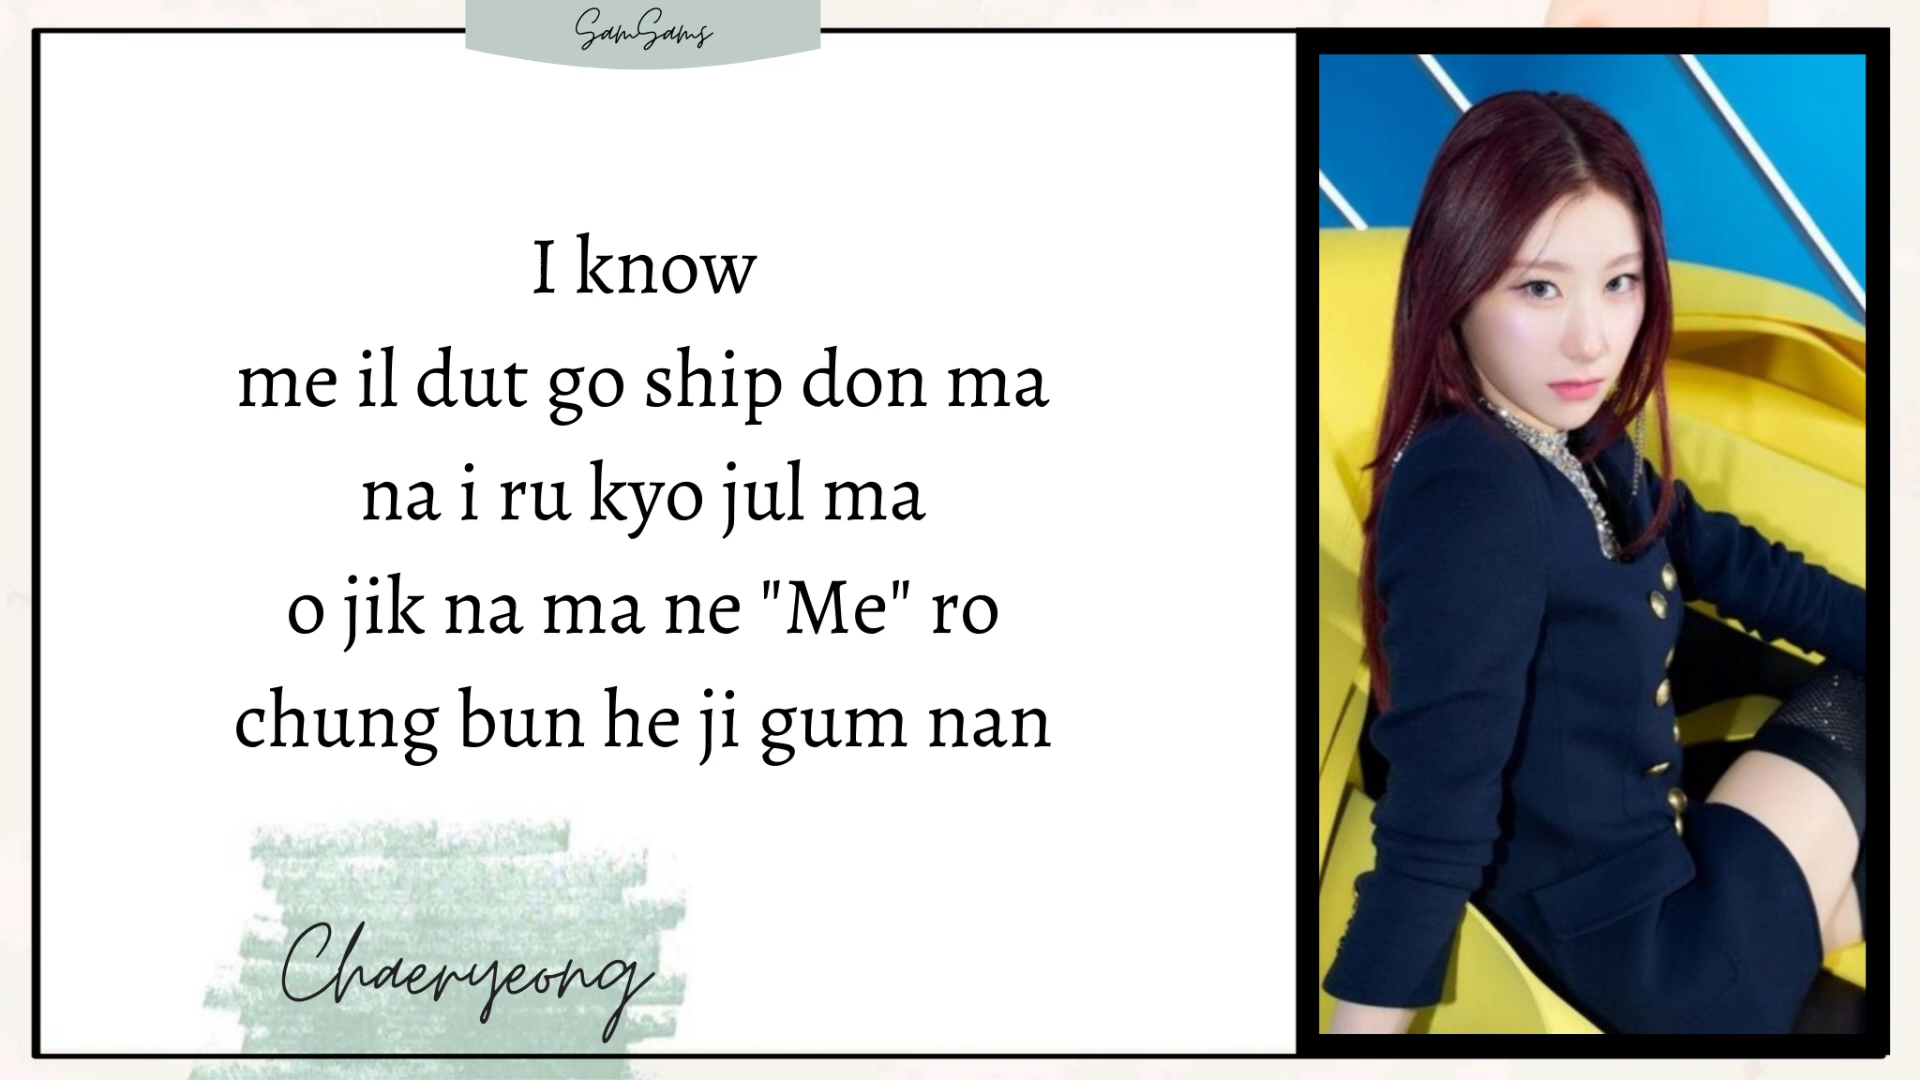 SamSams
I know
me il dut go ship don ma
na i ru kyo jul ma
o jik na ma ne "Me" ro
chung bun he ji gum nan
Chaeryeong